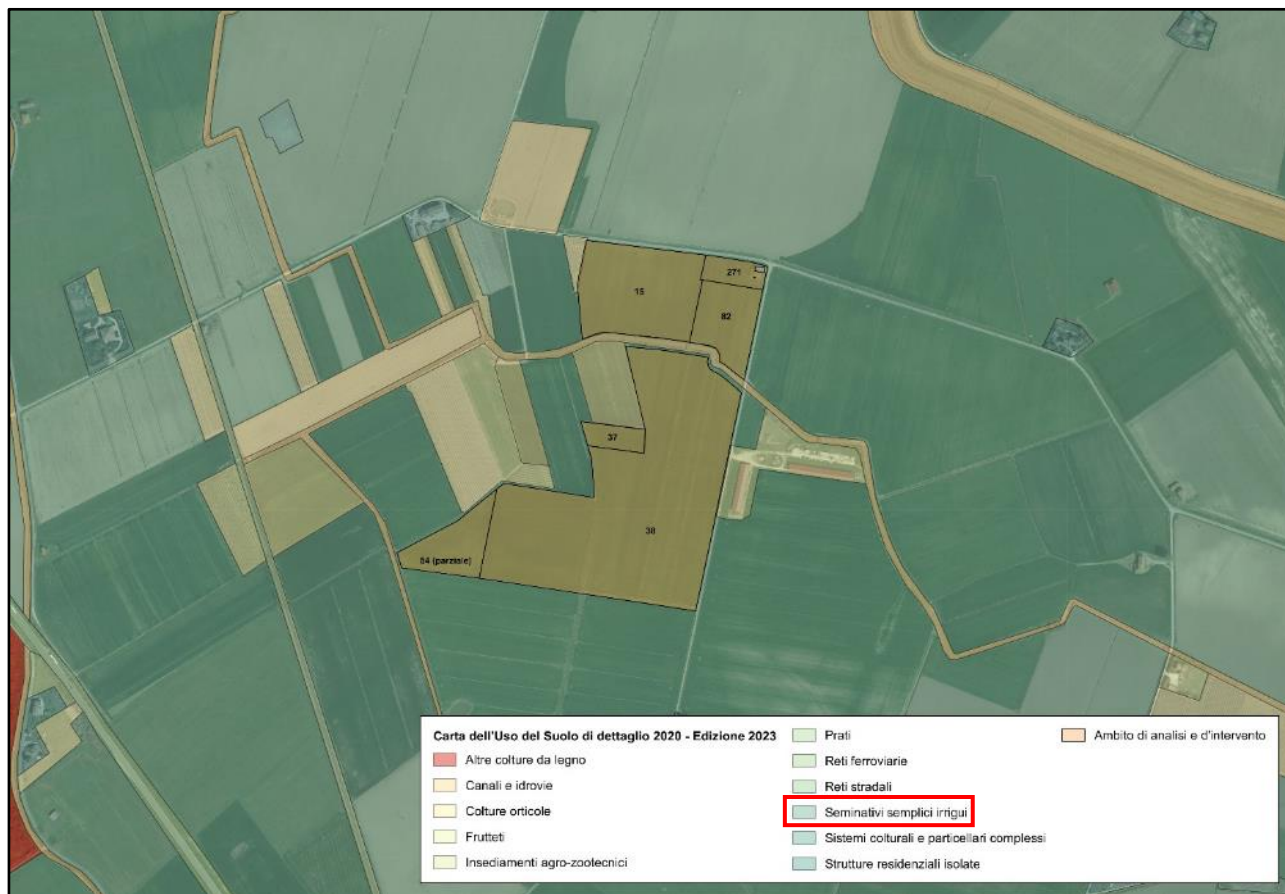 271
15
82
37
38
54 (parziale)
Carta dell'Uso del Suolo di dettaglio 2020 - Edizione 2023
Altre colture da legno
Canali e idrovie
Colture orticole
Frutteti
Insediamenti agro-zootecnici
Prati
Reti ferroviarie
Reti stradali
Seminativi semplici irrigui
Sistemi colturali e particellari complessi
Strutture residenziali isolate
Ambito di analisi e d'intervento